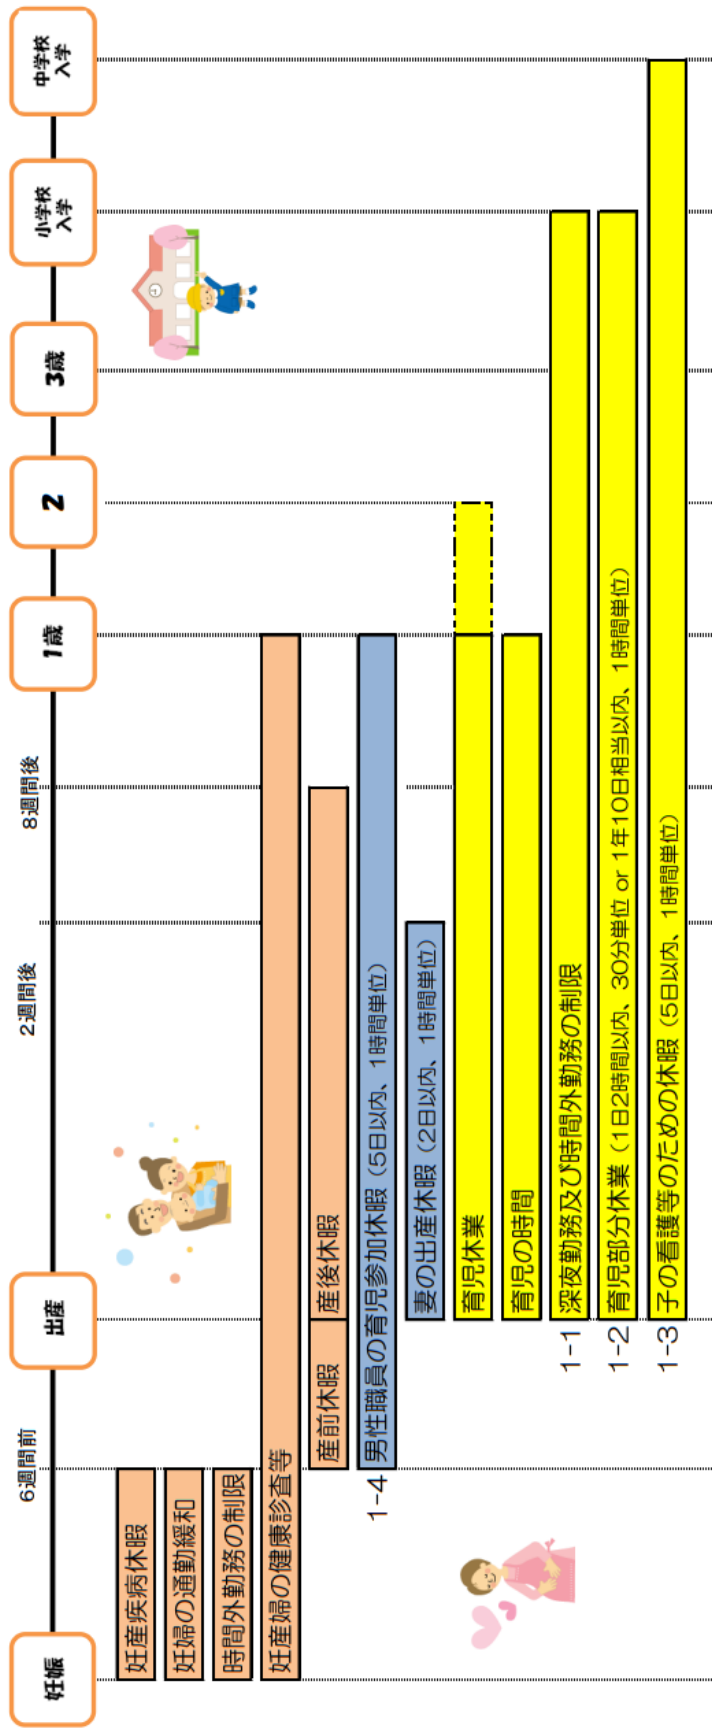 妊娠
6週間前
出産
2週間後
8週間後
1歳
2
3歳
小学校
入学
中学校
入学
妊産疾病休暇
妊婦の通勤緩和
時間外勤務の制限
妊産婦の健康診査等
産前休暇
産後休暇
1-4
男性職員の育児参加休暇（5日以内、1時間単位）
妻の出産休暇（2日以内、1時間単位）
育児休業
育児の時間
1-1
深夜勤務及び時間外勤務の制限
1-2
育児部分休業（1日2時間以内、30分単位 or 1年10日相当以内、1時間単位）
1-3
子の看護等のための休暇（5日以内、1時間単位）